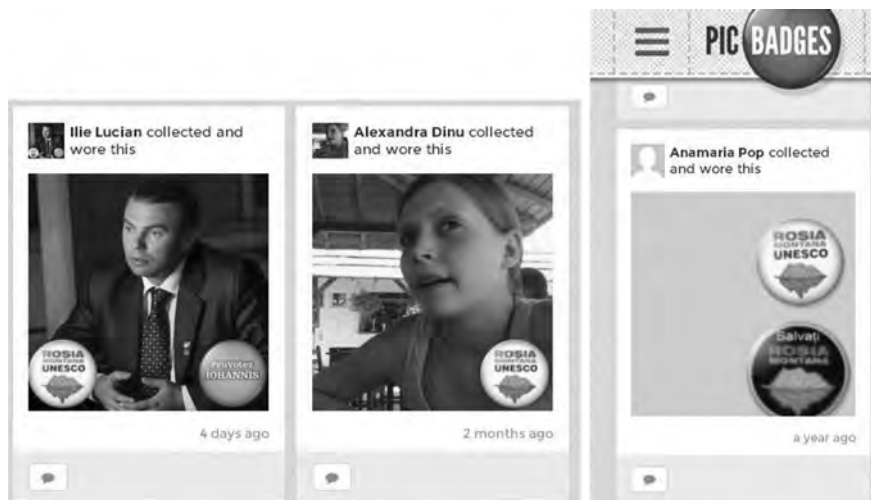 PIC BADGES
Ilie Lucian collected and
wore this
ROSIA
MONTANA
UNESCO
#euvotez
IOHANNIS
4 days ago
Alexandra Dinu collected
and wore this
ROSIA
MONTANA
UNESCO
2 months ago
Anamaria Pop collected
and wore this
ROSIA
MONTANA
UNESCO
Salvați
ROSIA
MONTANA
a year ago